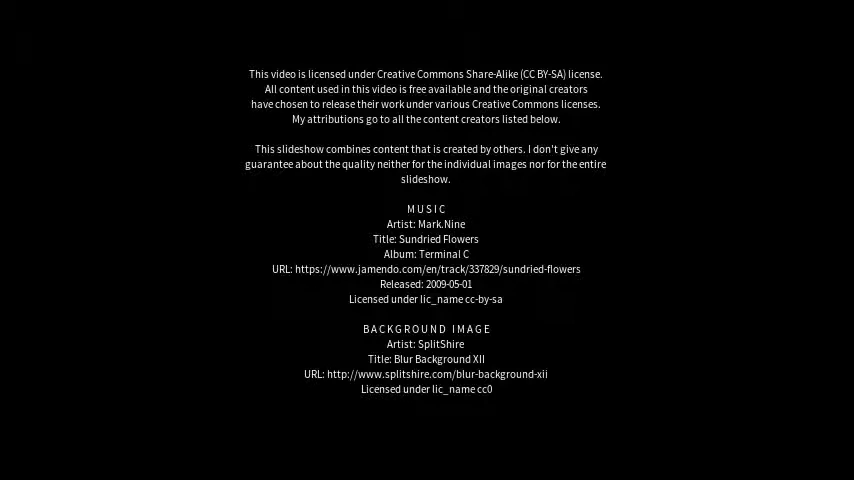 This video is licensed under Creative Commons Share-Alike (CC BY-SA) license.
All content used in this video is free available and the original creators
have chosen to release their work under various Creative Commons licenses.
My attributions go to all the content creators listed below.
This slideshow combines content that is created by others. I don't give any
guarantee about the quality neither for the individual images nor for the entire
slideshow.
MUSIC
Artist: Mark.Nine
Title: Sundried Flowers
Album: Terminal C
URL: https://www.jamendo.com/en/track/337829/sundried-flowers
Released: 2009-05-01
Licensed under lic_name cc-by-sa
BACKGROUND IMAGE
Artist: SplitShire
Title: Blur Background XII
URL: http://www.splitshire.com/blur-background-xii
Licensed under lic_name cc0